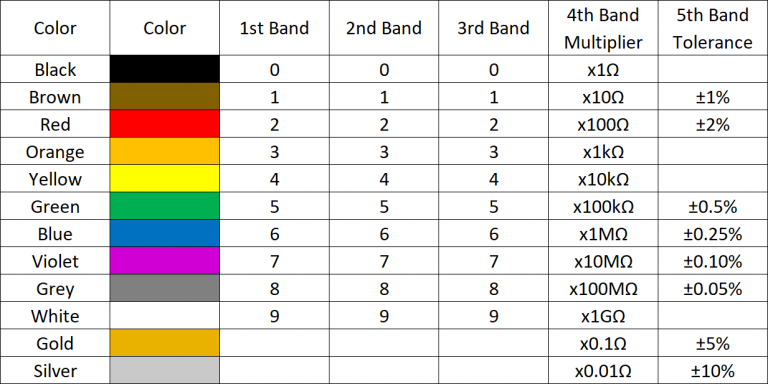 Color Color 1st Band 2nd Band 3rd Band 4th Band Multiplier 5th Band Tolerance
Black 0 0 0 x1Ω
Brown 1 1 1 x10Ω ±1%
Red 2 2 2 x100Ω ±2%
Orange 3 3 3 x1kΩ
Yellow 4 4 4 x10kΩ
Green 5 5 5 x100kΩ ±0.5%
Blue 6 6 6 x1MΩ ±0.25%
Violet 7 7 7 x10MΩ ±0.10%
Grey 8 8 8 x100MΩ ±0.05%
White 9 9 9 x1GΩ
Gold x0.1Ω ±5%
Silver x0.01Ω ±10%